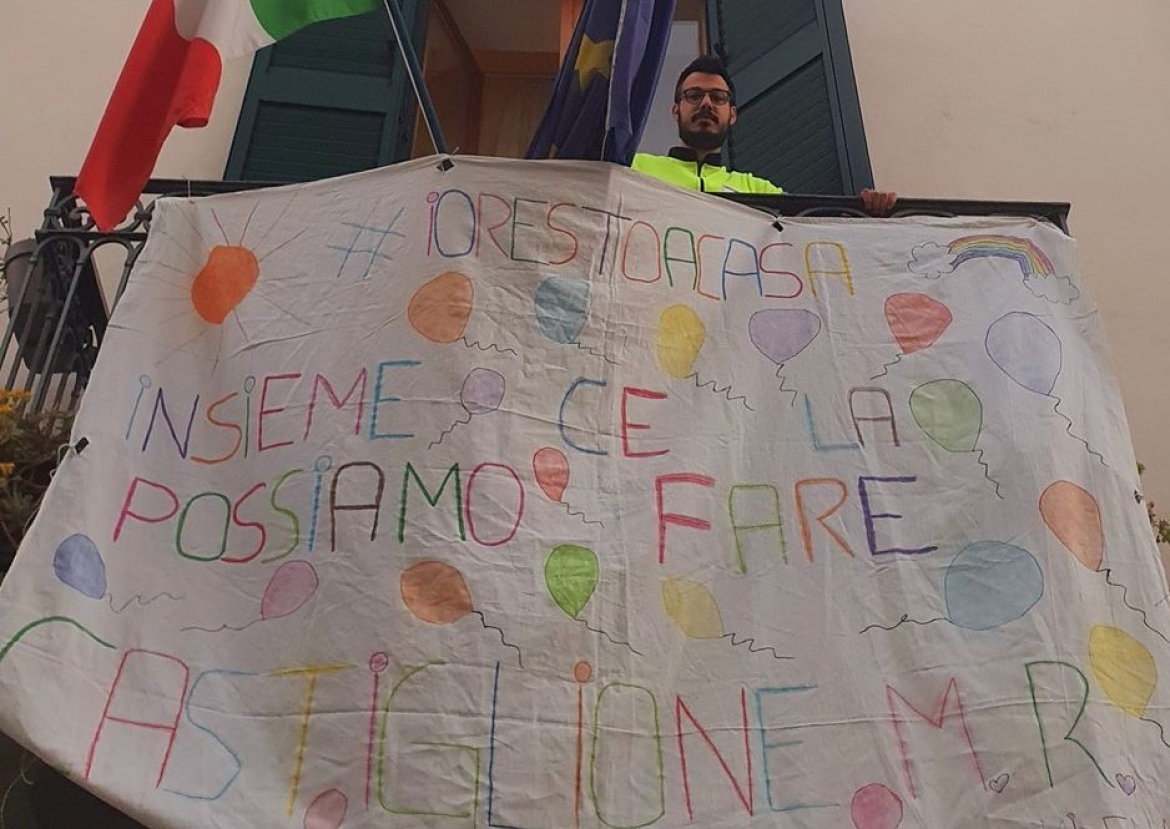 #iORESTOACASA
iNSiEME CE LA
POSSiAMO FARE
CASTiGLiONE.M.R.